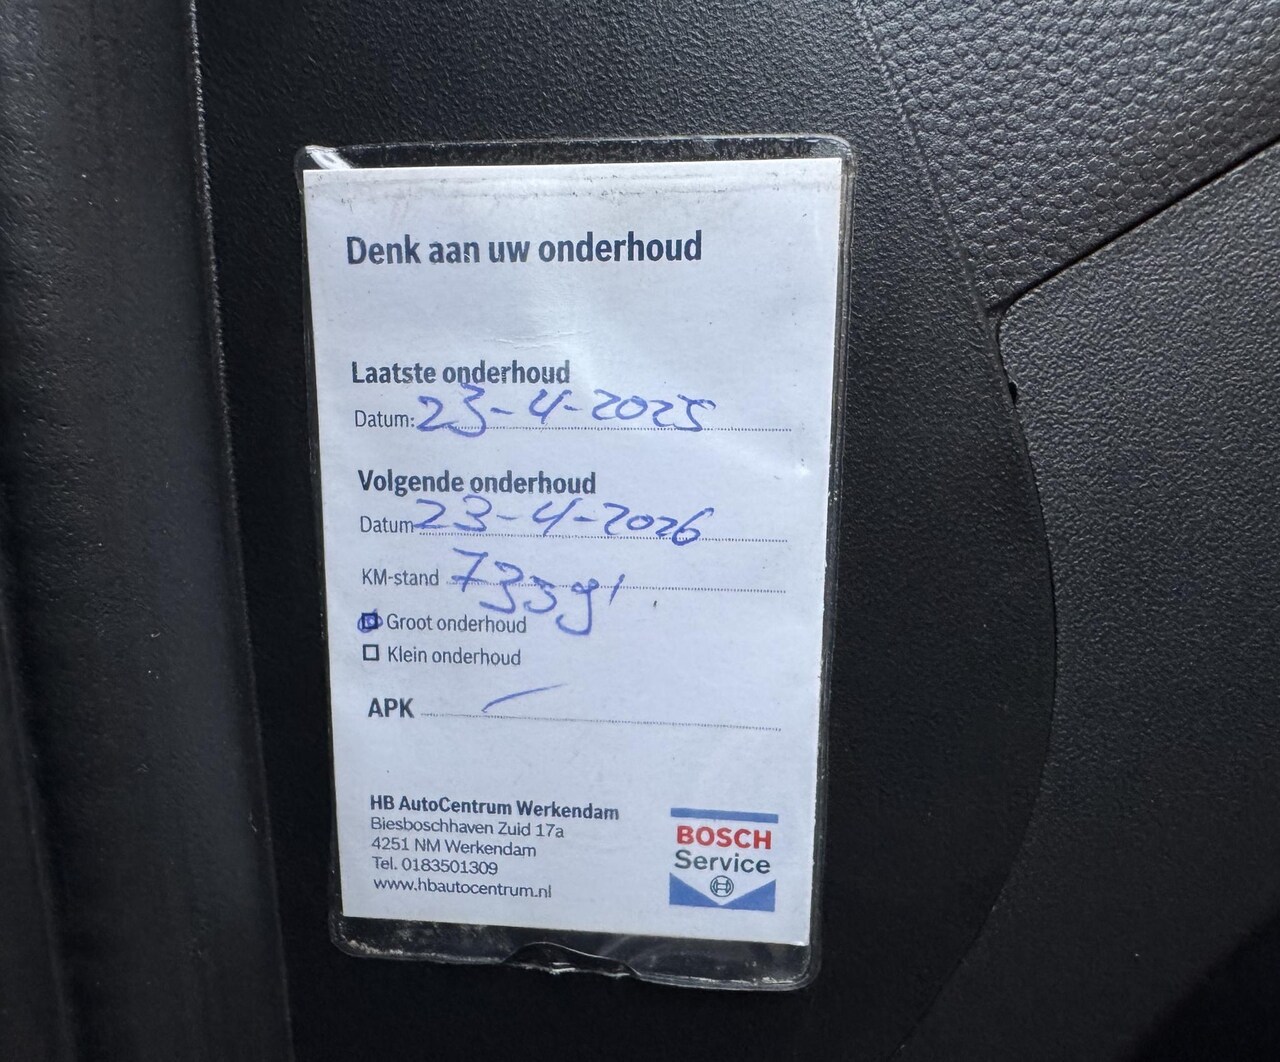 Denk aan uw onderhoud
Laatste onderhoud
Datum: 23-4-2025
Volgende onderhoud
Datum 23-4-2026
KM-stand
Groot onderhoud
Klein onderhoud
APK
HB AutoCentrum Werkendam
Biesboschhaven Zuid 17a
4251 NM Werkendam
Tel. 0183501309
www.hbautocentrum.nl
BOSCH
Service